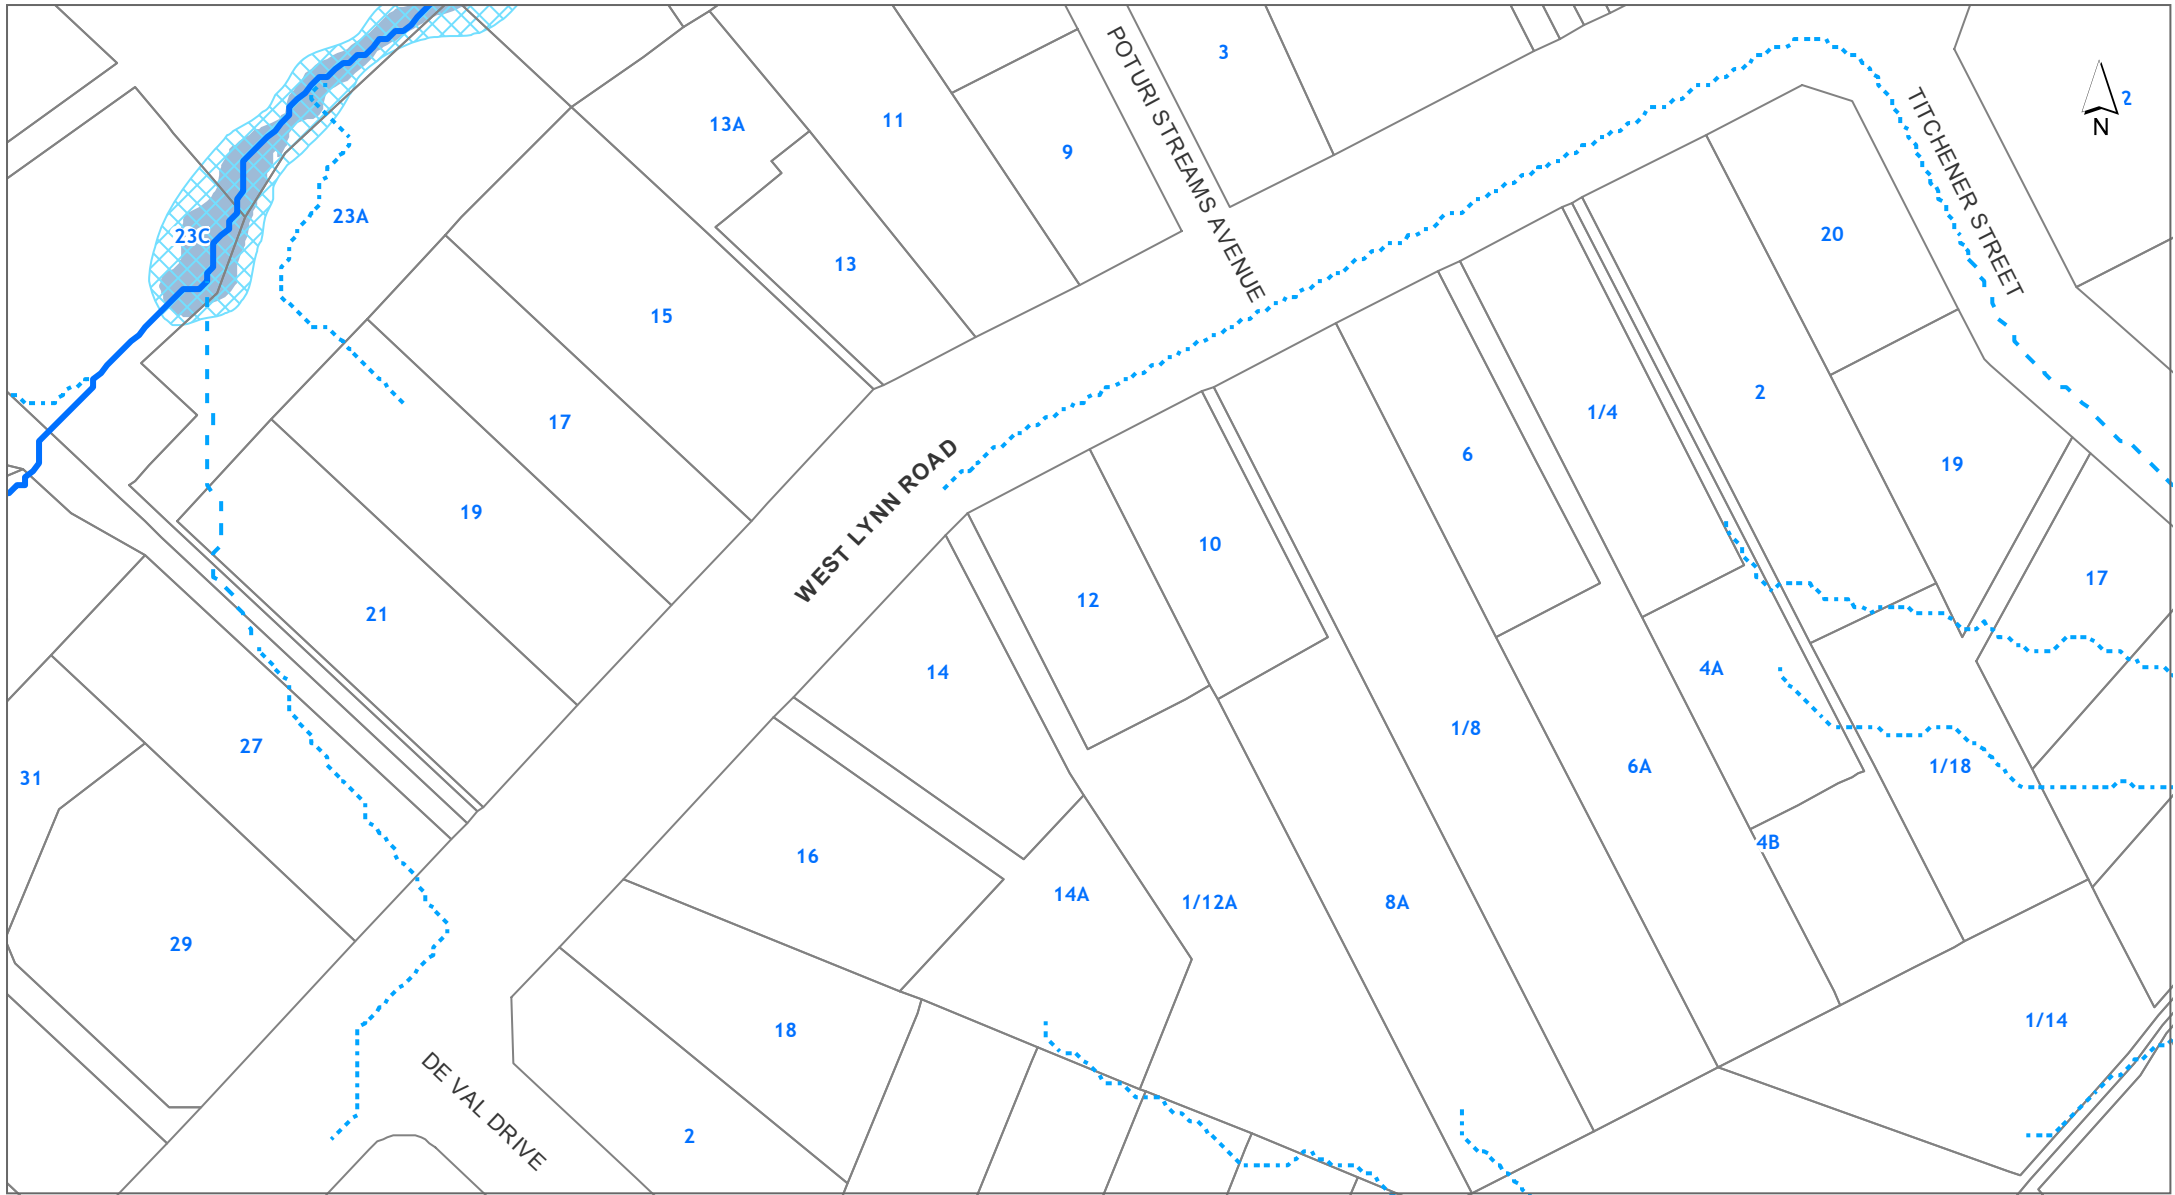 3
2
N
13A
11
9
POTURI STREAMS AVENUE
TITCHENER STREET
23A
23C
13
20
15
17
1/4
2
6
19
19
WEST LYNN ROAD
10
17
12
21
14
4A
27
1/8
6A
1/18
31
4B
16
14A
1/12A
8A
29
18
1/14
DE VAL DRIVE
2